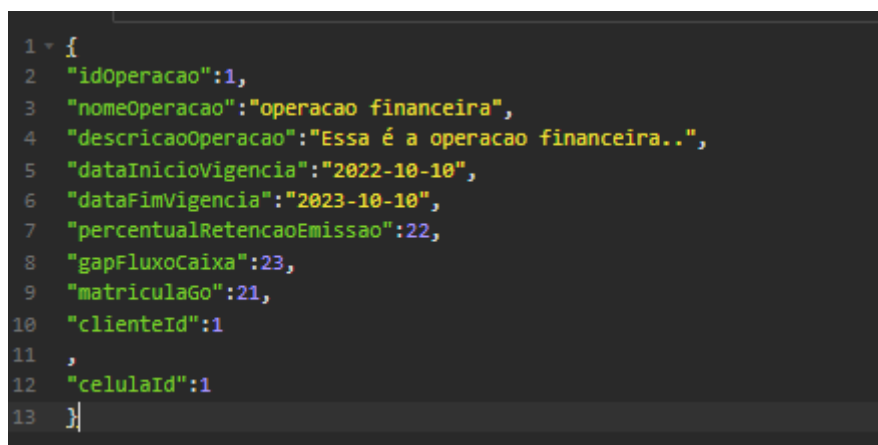 1 {
2 "idOperacao":1,
3 "nomeOperacao":"operacao financeira",
4 "descricaoOperacao":"Essa é a operacao financeira..",
5 "dataInicioVigencia":"2022-10-10",
6 "dataFimVigencia":"2023-10-10",
7 "percentualRetencaoEmissao":22,
8 "gapFluxoCaixa":23,
9 "matriculaGo":21,
10 "clienteId":1
11 ,
12 "celulaId":1
13 }